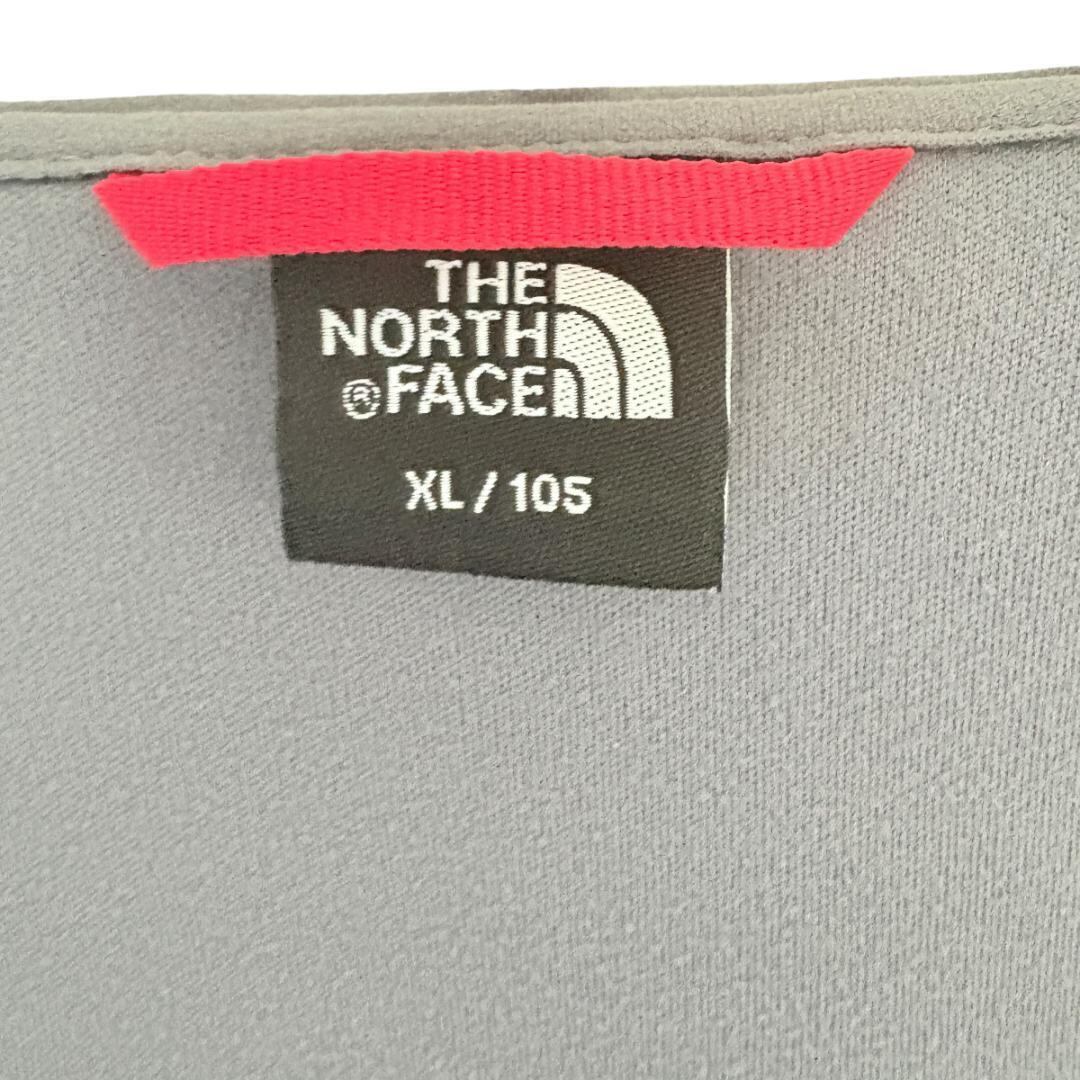 THE
NORTH
®FACE
XL / 105